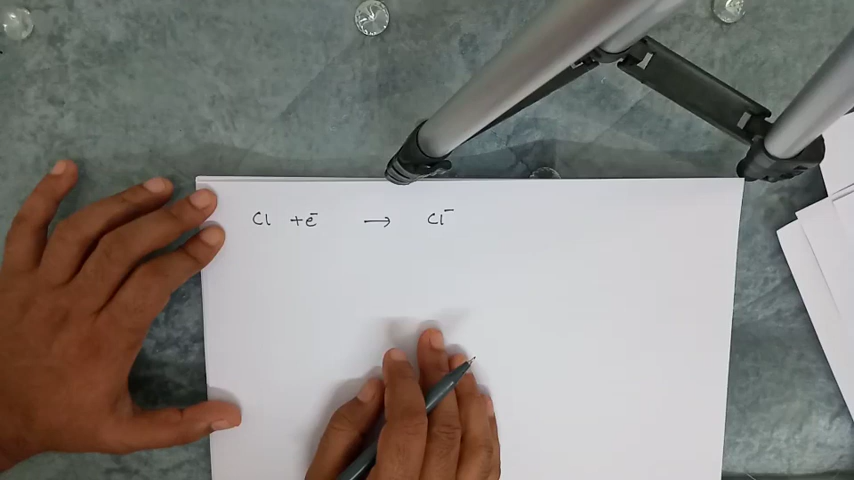 Cl + e⁻ → Cl⁻